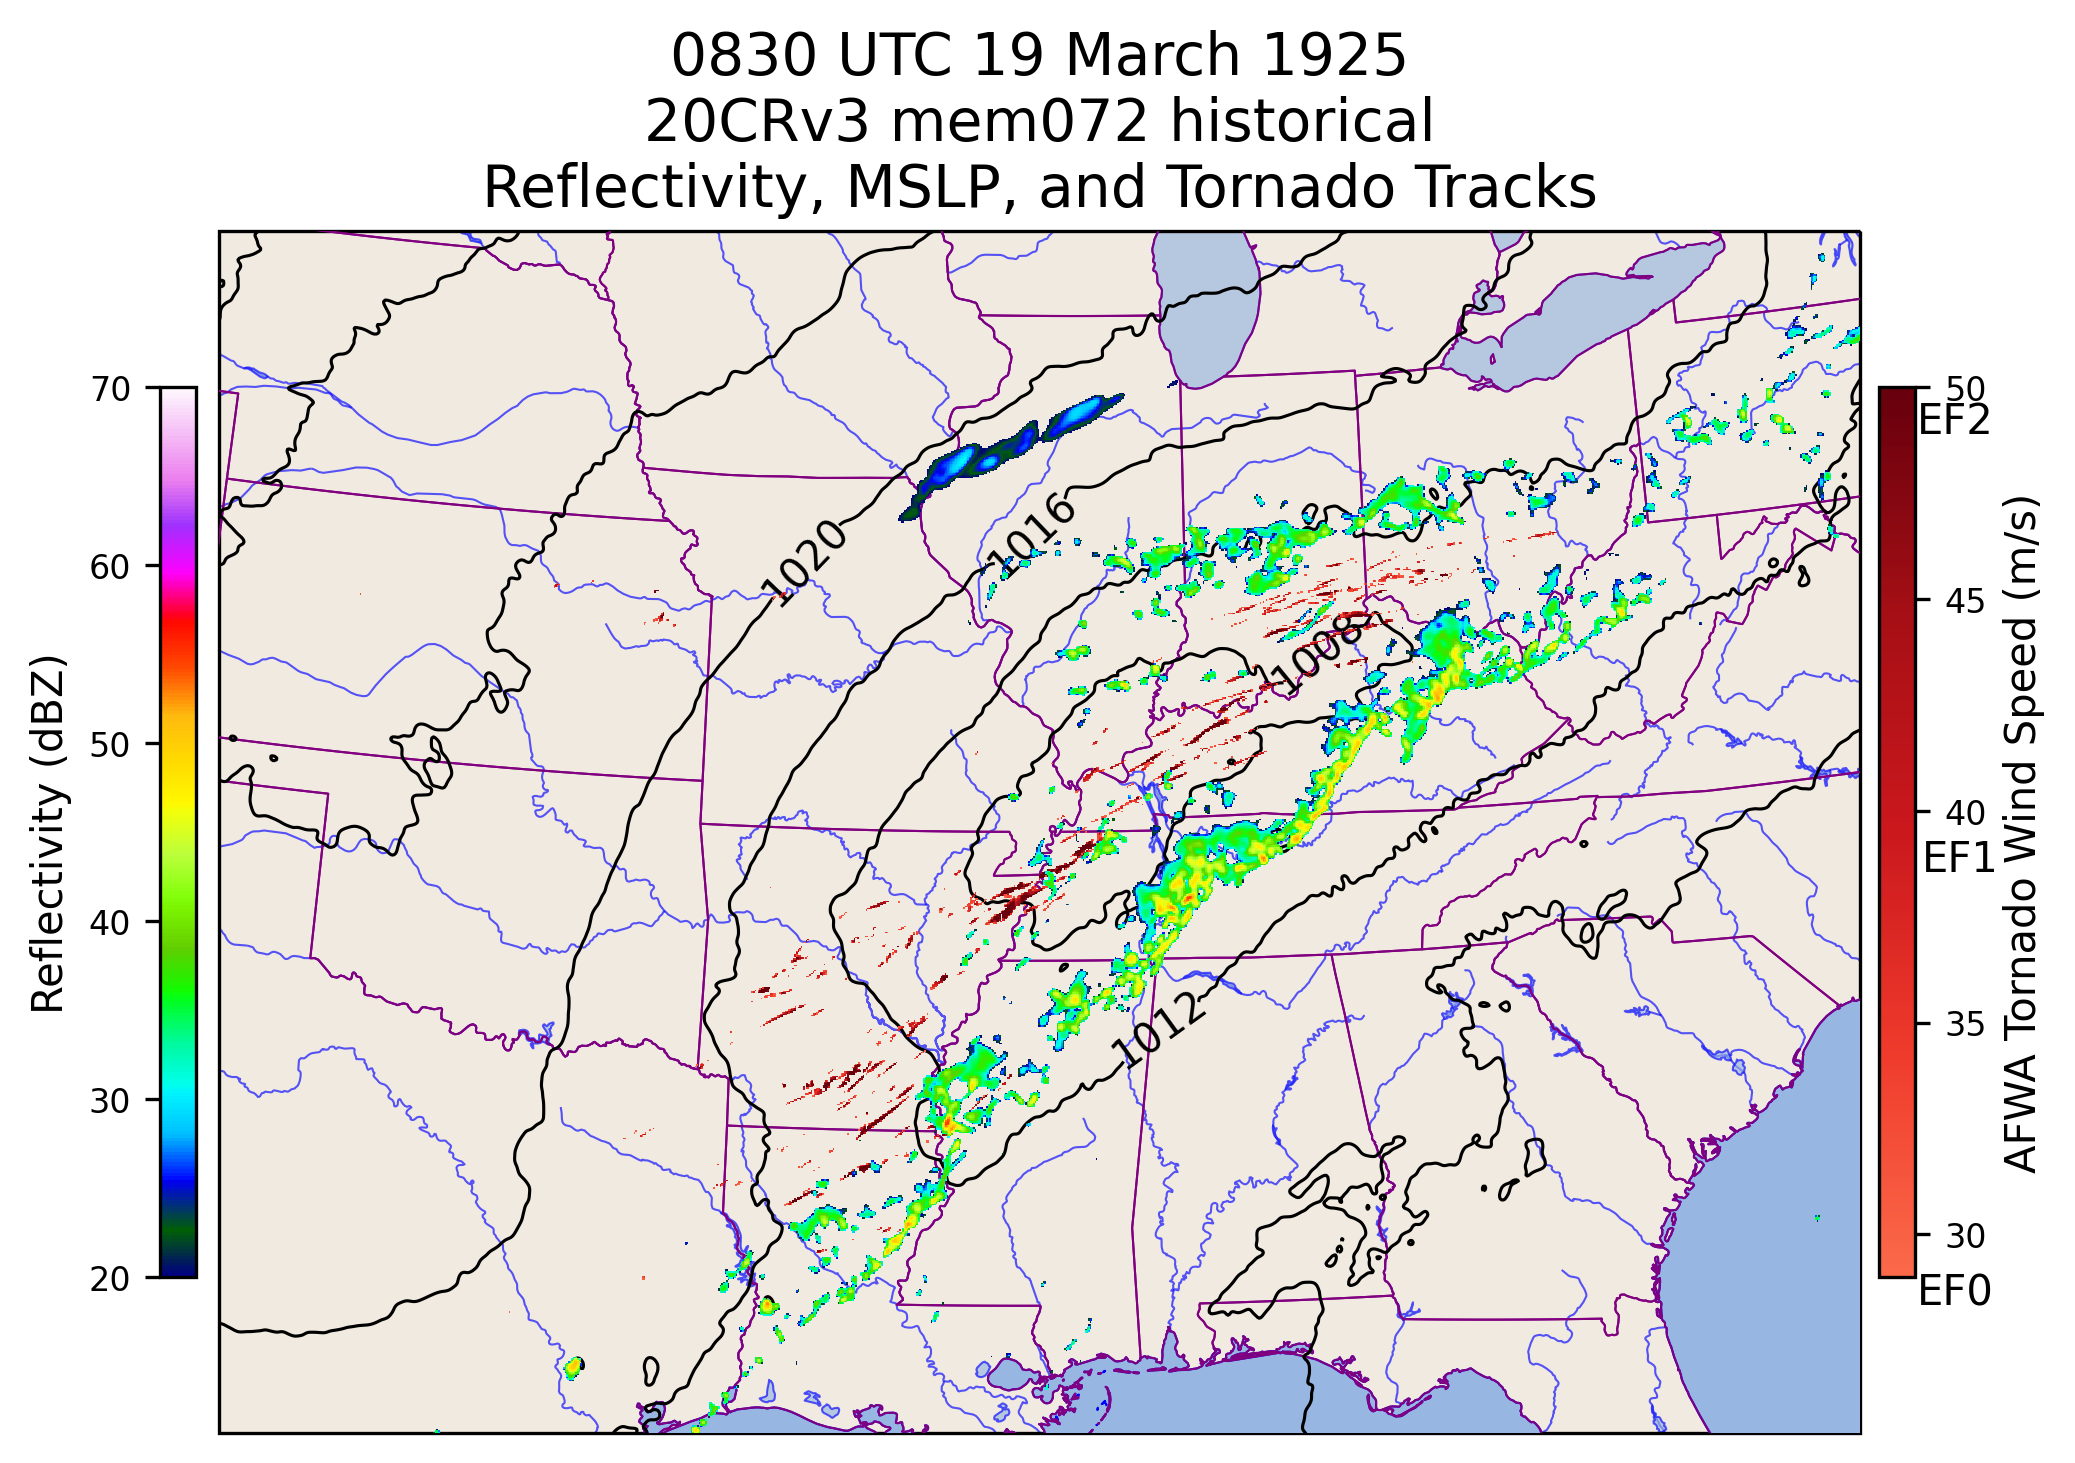 0830 UTC 19 March 1925
20CRv3 mem072 historical
Reflectivity, MSLP, and Tornado Tracks
Reflectivity (dBZ)
70
60
50
40
30
20
1020
1016
1008
1012
50
EF2
45
40
EF1
35
30
EF0
AFWA Tornado Wind Speed (m/s)